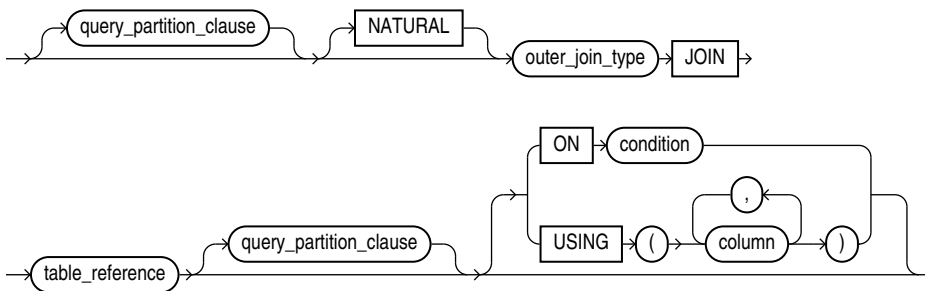 query_partition_clause NATURAL
outer_join_type JOIN
ON condition
,
query_partition_clause USING ( column )
table_reference